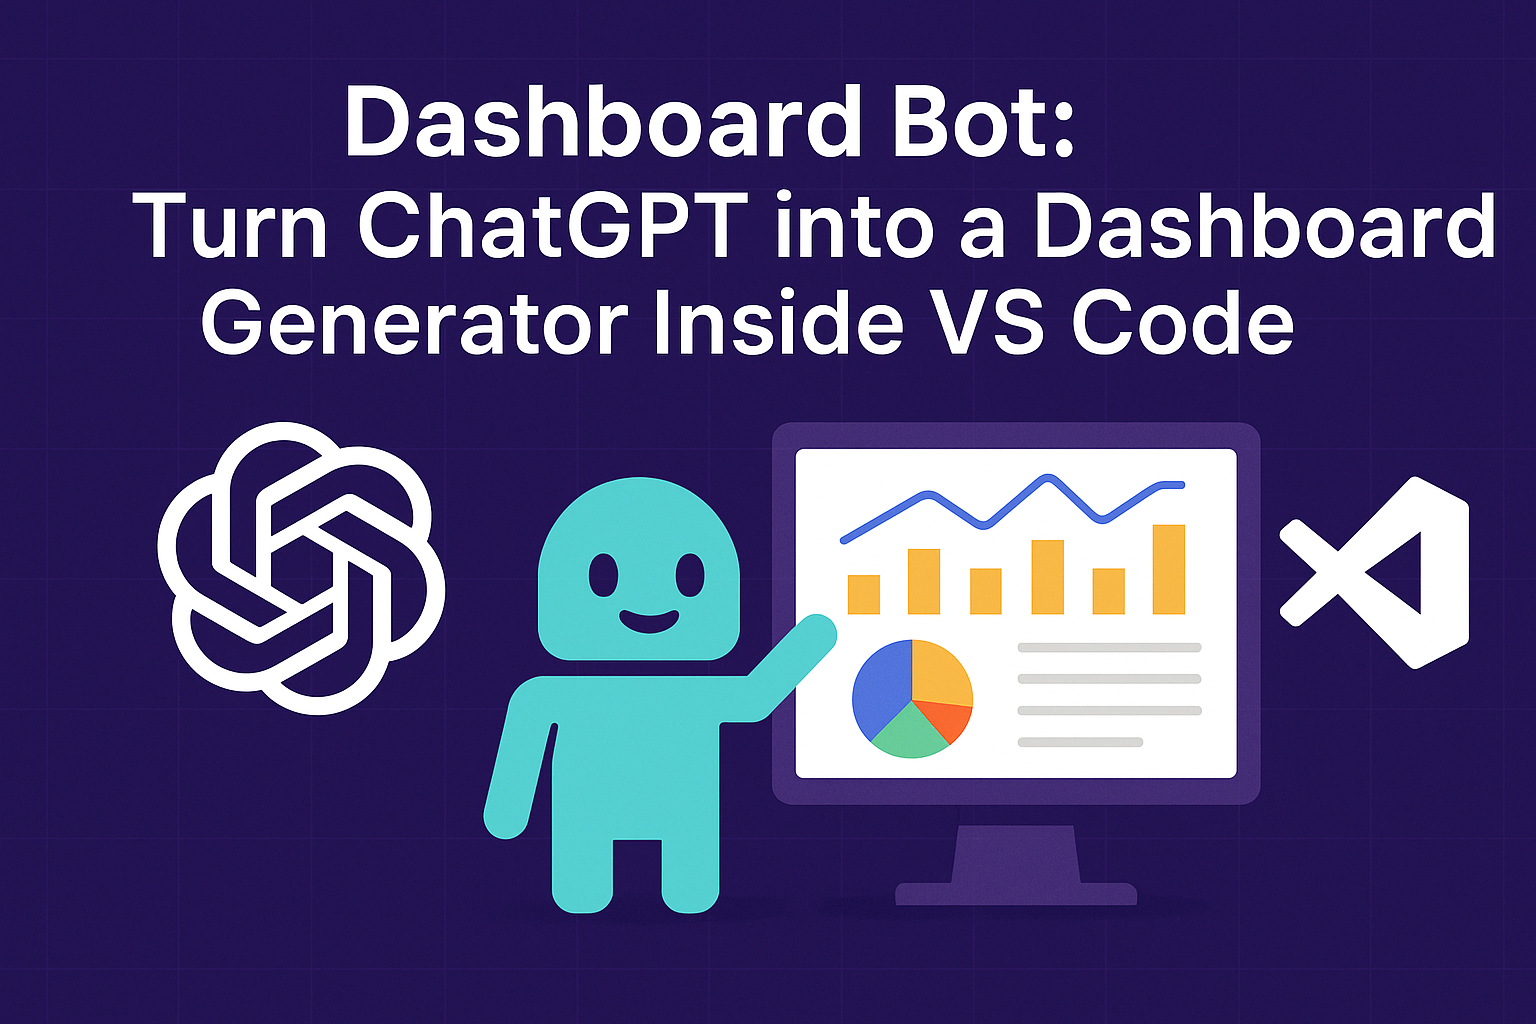 Dashboard Bot:
Turn ChatGPT into a Dashboard
Generator Inside VS Code